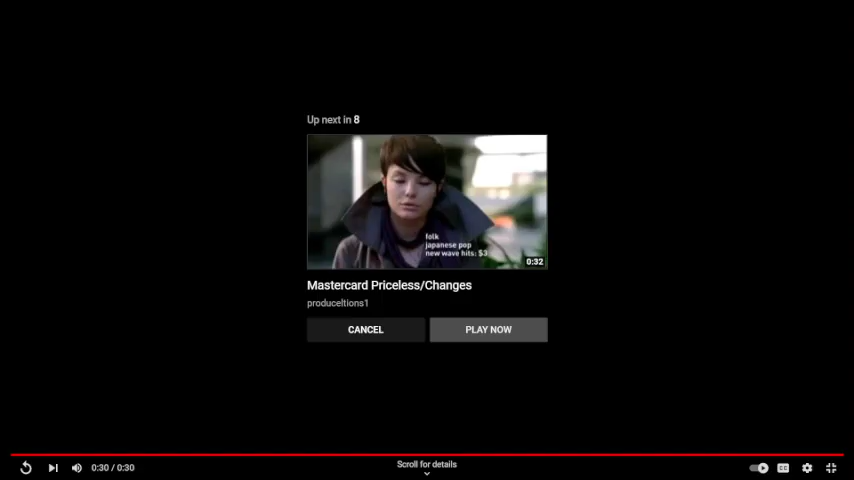 Up next in 8
folk
japanese pop
new wave hits: $3
0:32
Mastercard Priceless/Changes
produceltions1
CANCEL
PLAY NOW
0:30 / 0:30
Scroll for details
CC